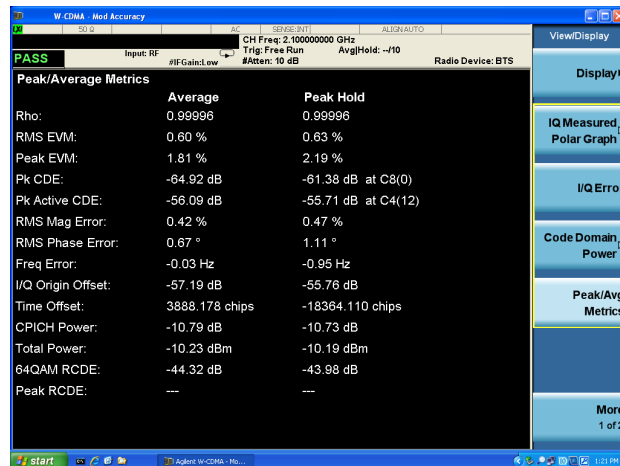 W-CDMA - Mod Accuracy
50 Ω AC SENSE:INT ALIGN AUTO
CH Freq: 2.100000000 GHz
Input: RF Trig: Free Run Avg|Hold: --/10
PASS #IFGain:Low #Atten: 10 dB Radio Device: BTS
View/Display
Display
IQ Measured
Polar Graph
I/Q Erro
Code Domain
Power
Peak/Avg
Metrics
More
1 of 2
Peak/Average Metrics
Average Peak Hold
Rho: 0.99996 0.99996
RMS EVM: 0.60 % 0.63 %
Peak EVM: 1.81 % 2.19 %
Pk CDE: -64.92 dB -61.38 dB at C8(0)
Pk Active CDE: -56.09 dB -55.71 dB at C4(12)
RMS Mag Error: 0.42 % 0.47 %
RMS Phase Error: 0.67 ° 1.11 °
Freq Error: -0.03 Hz -0.95 Hz
I/Q Origin Offset: -57.19 dB -55.76 dB
Time Offset: 3888.178 chips -18364.110 chips
CPICH Power: -10.79 dB -10.73 dB
Total Power: -10.23 dBm -10.19 dBm
64QAM RCDE: -44.32 dB -43.98 dB
Peak RCDE: --- ---
start Agilent W-CDMA - Mo... 1:21 PM